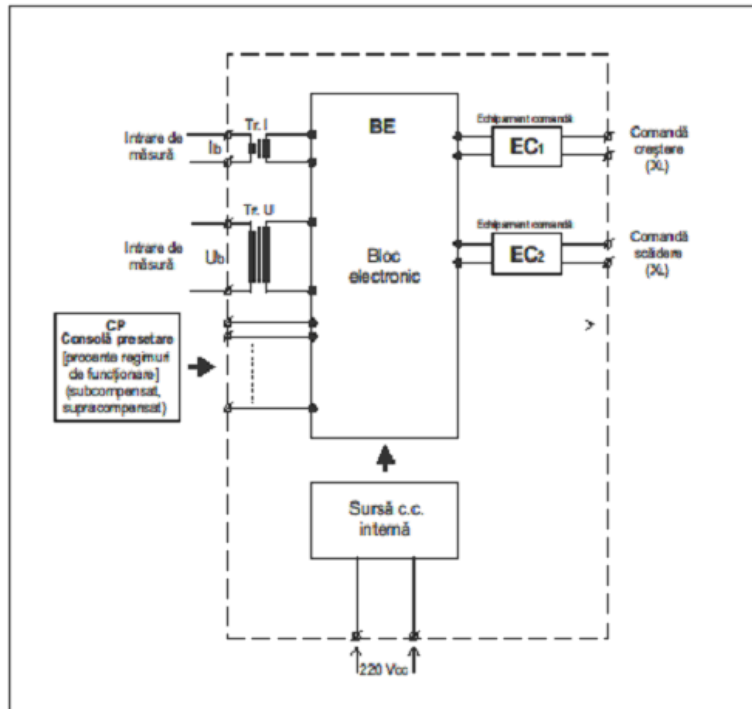 Tr. I
BE
Echipament comandă
Intrare de
măsură
Ib
EC1
Comandă
creștere
(XL)
Tr. U
Echipament comandă
Intrare de
măsură
Ub
Bloc
electronic
EC2
Comandă
scădere
(XL)
CP
Consolă presetare
[procente regimuri
de funcționare]
(subcompensat,
supracompensat)
Sursă c.c.
internă
220 Vcc